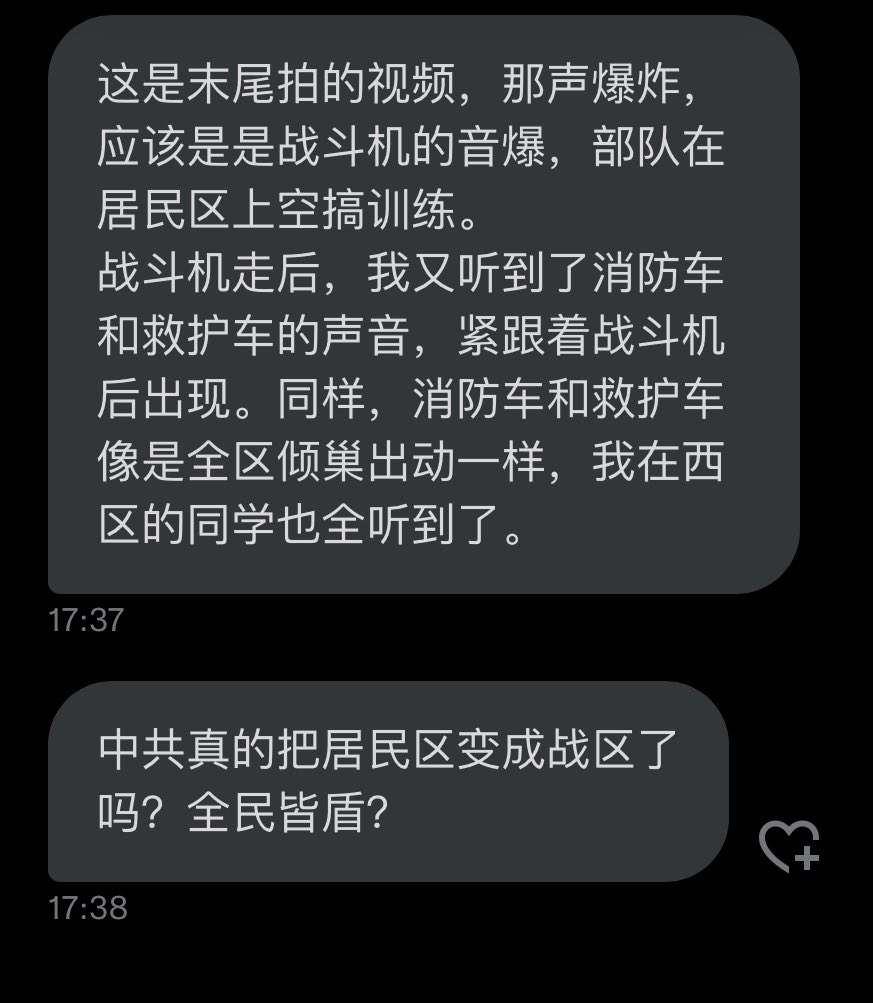 这是末尾拍的视频，那声爆炸，
应该是是战斗机的音爆，部队在
居民区上空搞训练。
战斗机走后，我又听到了消防车
和救护车的声音，紧跟着战斗机
后出现。同样，消防车和救护车
像是全区倾巢出动一样，我在西
区的同学也全听到了。
17:37
中共真的把居民区变成战区了
吗？全民皆盾？
17:38